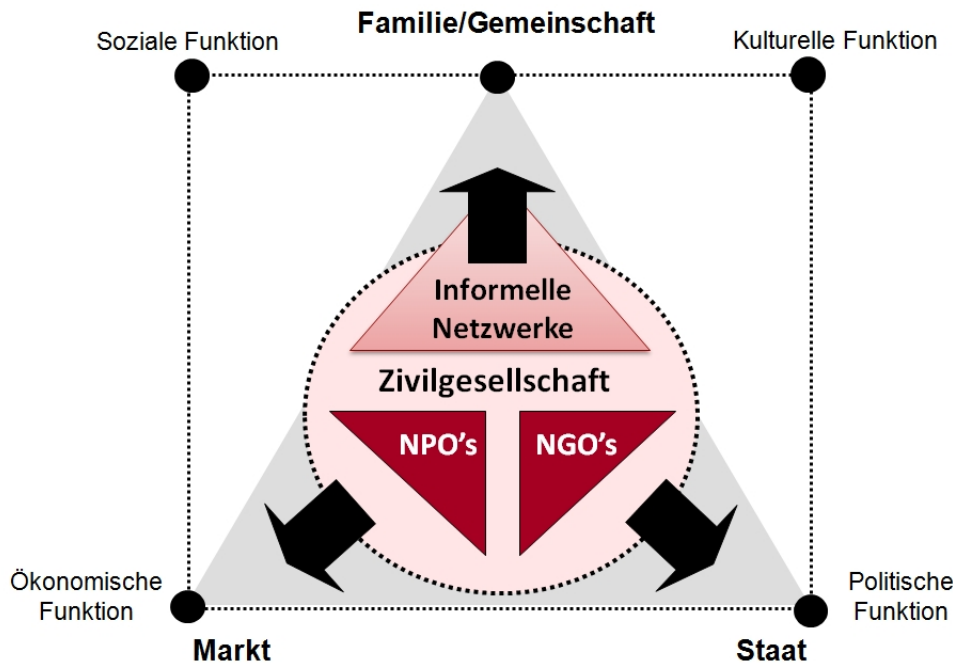 Familie/Gemeinschaft
Soziale Funktion
Kulturelle Funktion
Informelle
Netzwerke
Zivilgesellschaft
NPO's
NGO's
Ökonomische
Funktion
Politische
Funktion
Markt
Staat